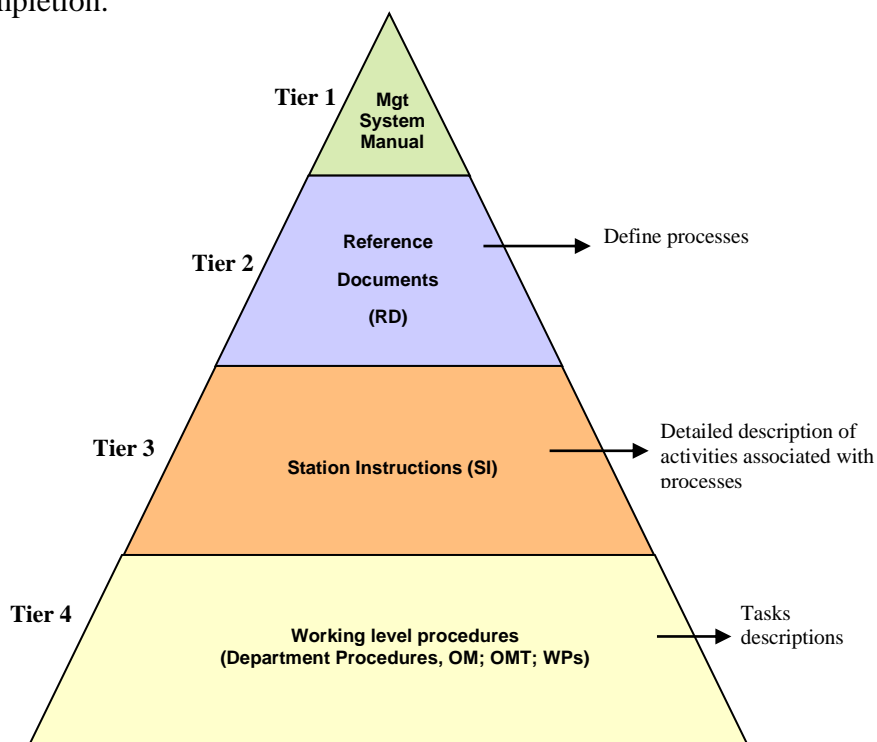 Tier 1
Mgt
System
Manual
Tier 2
Reference
Documents
(RD)
Define processes
Tier 3
Station Instructions (SI)
Detailed description of
activities associated with
processes
Tier 4
Working level procedures
(Department Procedures, OM; OMT; WPs)
Tasks
descriptions